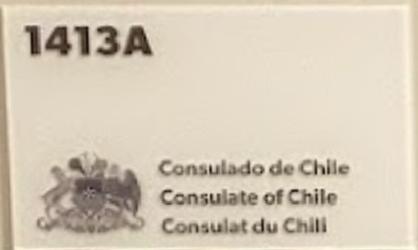 1413A
Consulado de Chile
Consulate of Chile
Consulat du Chili